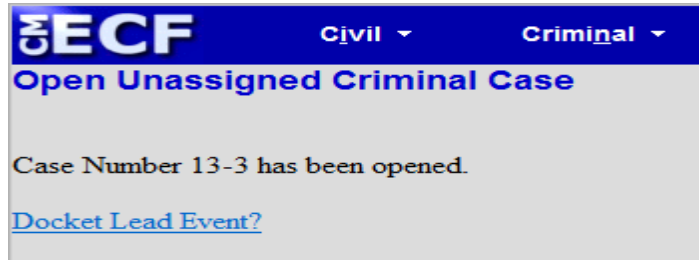 CM ECF Civil Criminal
Open Unassigned Criminal Case
Case Number 13-3 has been opened.
Docket Lead Event?